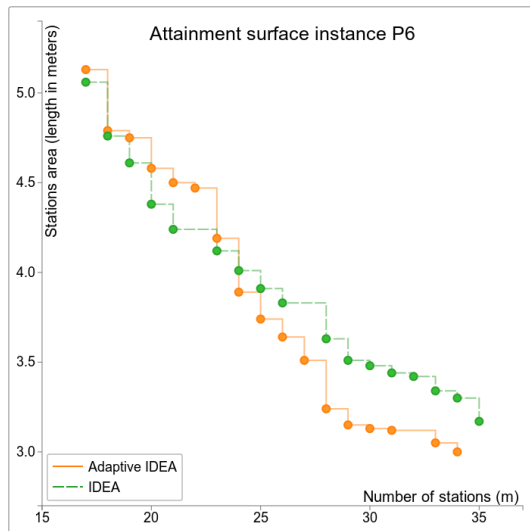 Attainment surface instance P6
Stations area (length in meters)
5.0
4.5
4.0
3.5
3.0
Adaptive IDEA
IDEA
Number of stations (m)
15
20
25
30
35